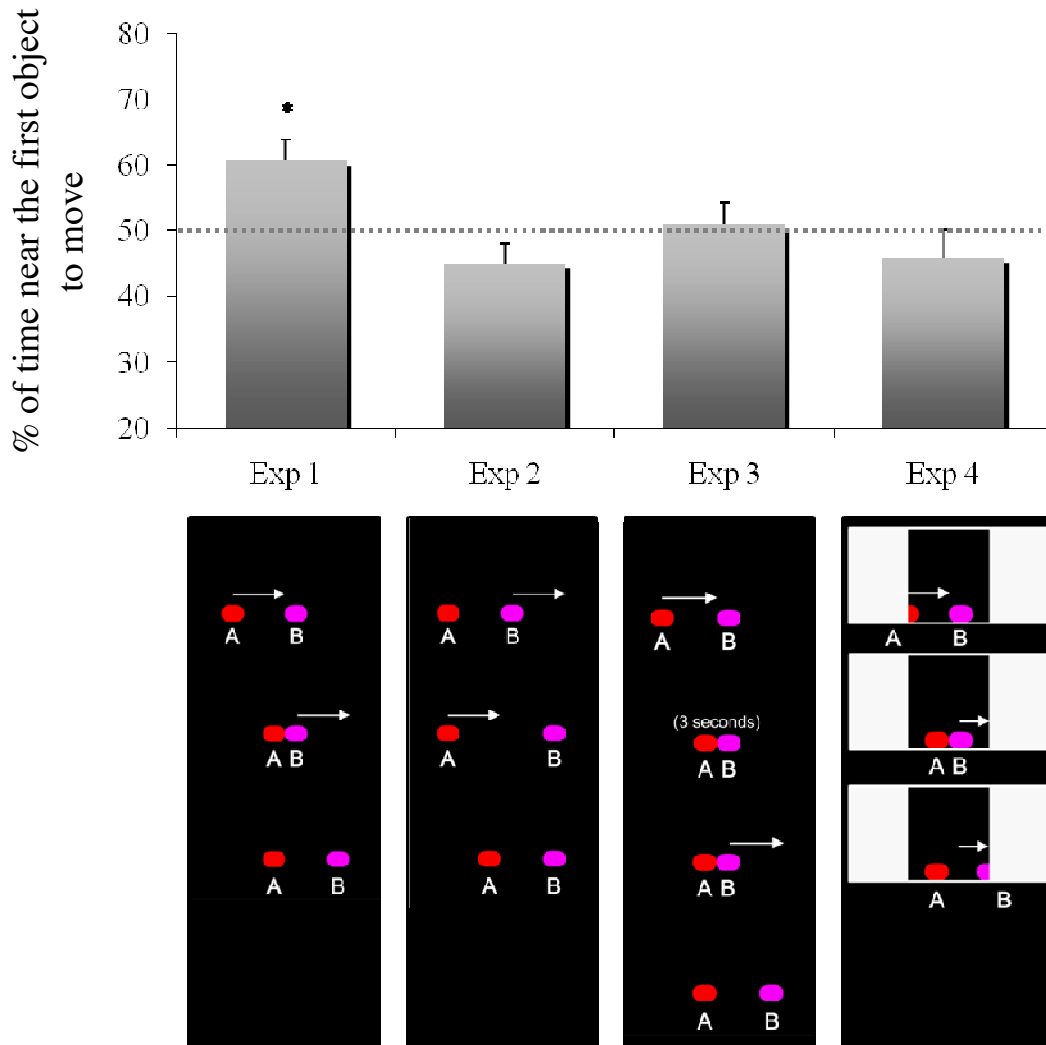 % of time near the first object
to move
80
70
60
50
40
30
20
*
Exp 1
Exp 2
Exp 3
Exp 4
A B
A B
A B
A B
A B
A B
A B
(3 seconds)
A B
A B
A B
A B
A B
A B